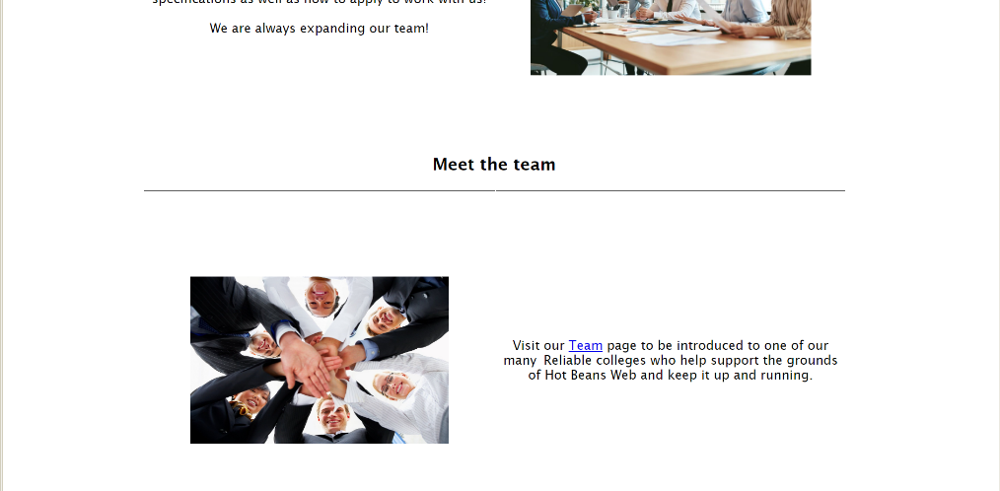 specifications as well as how to apply to work with us!
We are always expanding our team!
Meet the team
Visit our Team page to be introduced to one of our
many Reliable colleges who help support the grounds
of Hot Beans Web and keep it up and running.